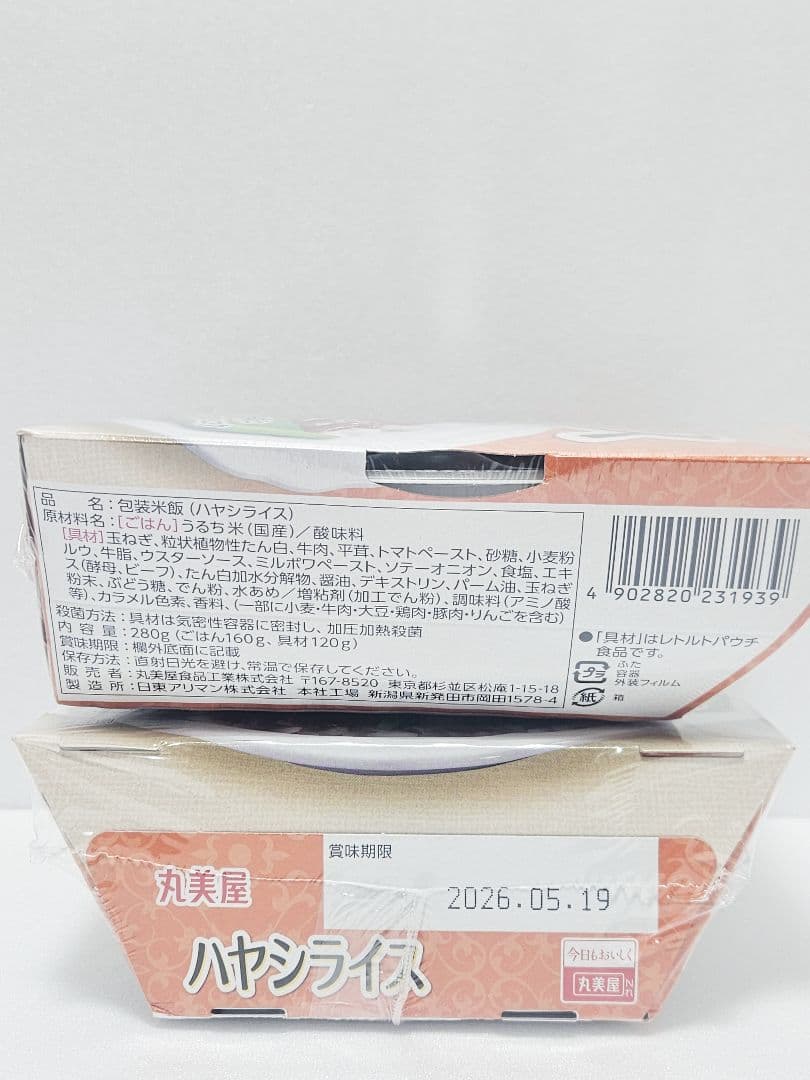 品　　名：包装米飯（ハヤシライス）
原材料名：[ごはん]うるち米（国産）／酸味料
[具材]玉ねぎ、粒状植物性たん白、牛肉、平茸、トマトペースト、砂糖、小麦粉
ルウ、牛脂、ウスターソース、ミルポワペースト、ソテーオニオン、食塩、エキ
ス（酵母、ビーフ）、たん白加水分解物、醤油、デキストリン、パーム油、玉ねぎ
粉末、ぶどう糖、でん粉、水あめ／増粘剤（加工でん粉）、調味料（アミノ酸
等）、カラメル色素、香料、（一部に小麦・牛肉・大豆・鶏肉・豚肉・りんごを含む）
殺菌方法：具材は気密性容器に密封し、加圧加熱殺菌
内 容 量：280g（ごはん160g、具材120g）
賞味期限：欄外底面に記載
保存方法：直射日光を避け、常温で保存してください。
販 売 者：丸美屋食品工業株式会社 〒167-8520 東京都杉並区松庵1-15-18
製 造 所：日東アリマン株式会社 本社工場 新潟県新発田市岡田1578-4
4 902820 231939
●「具材」はレトルトパウチ
食品です。
プラ
ふた
容器
外装フィルム
紙
箱
賞味期限
2026.05.19
丸美屋
ハヤシライス
今日もおいしく
丸美屋